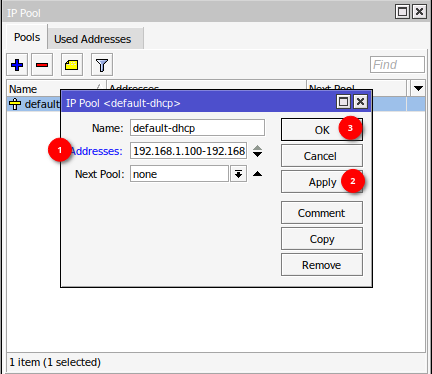 IP Pool
Pools Used Addresses
Find
Name Addresses Next Pool
default
IP Pool <default-dhcp>
Name: default-dhcp OK 3
1 Addresses: 192.168.1.100-192.168 Cancel
Next Pool: none Apply 2
Comment
Copy
Remove
1 item (1 selected)